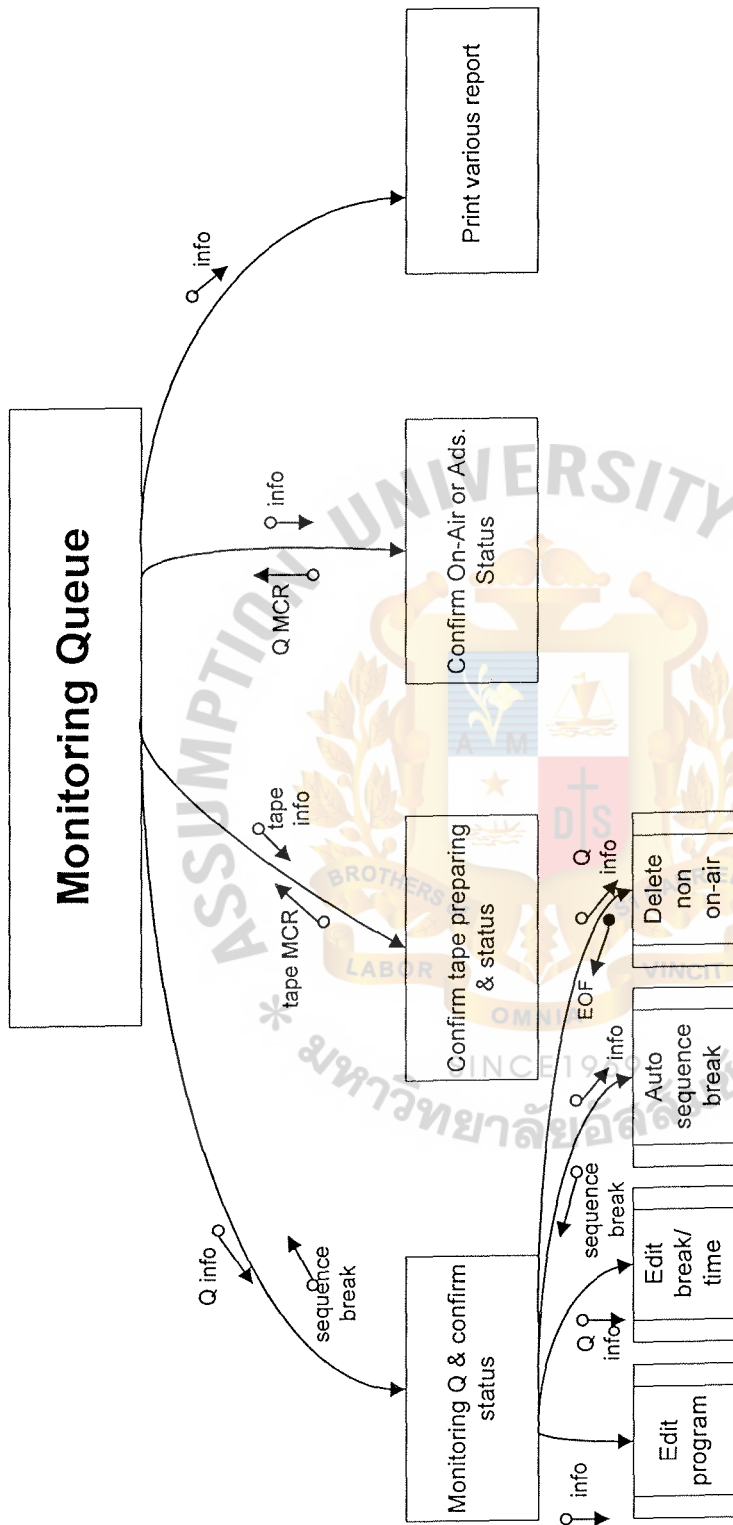 Monitoring Queue
Q info
sequence
break
tape
info
tape MCR
info
Q MCR
info
Monitoring Q & confirm
status
Confirm tape preparing
& status
Confirm On-Air or Ads.
Status
Print various report
info
Q
info
sequence
break
info
EOF
Q
info
Edit
program
Edit
break/
time
Auto
sequence
break
Delete
non
on-air
ASSUMPTION UNIVERSITY
A M
D S
BROTHERS
LABOR
OMNIA
VINCIT
SINCE1969